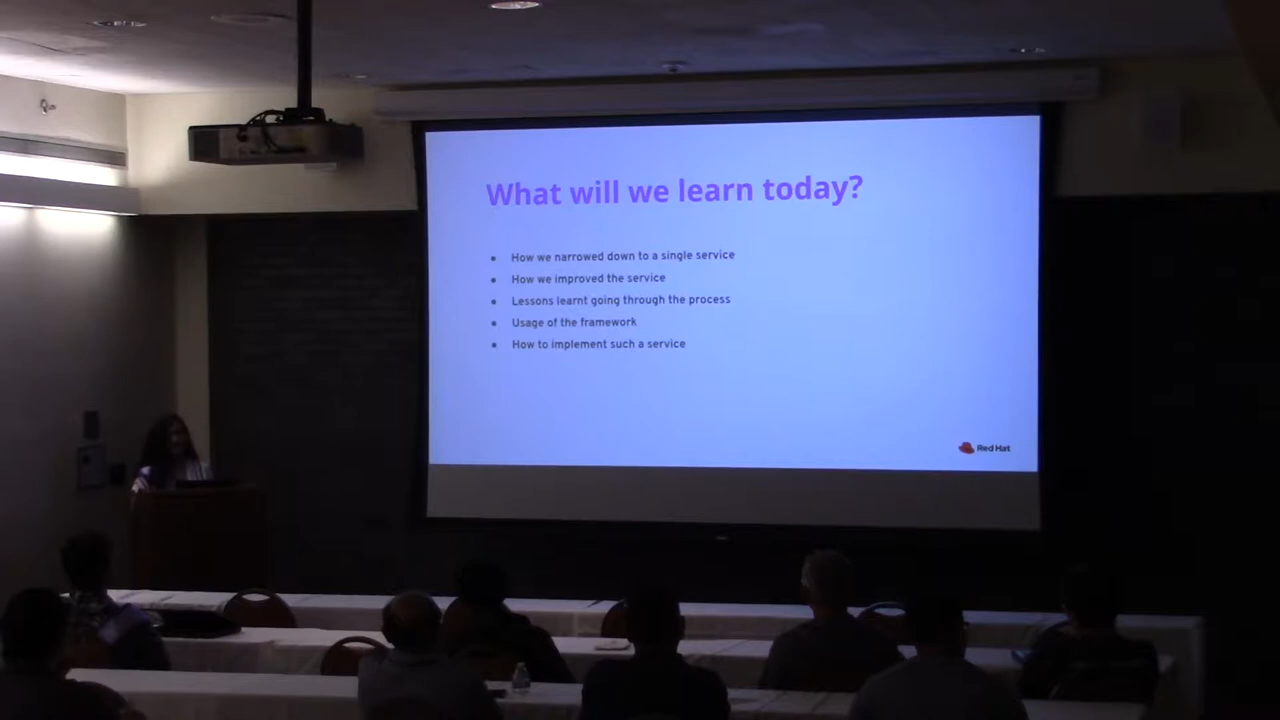 What will we learn today?
How we narrowed down to a single service
How we improved the service
Lessons learnt going through the process
Usage of the framework
How to implement such a service
Red Hat